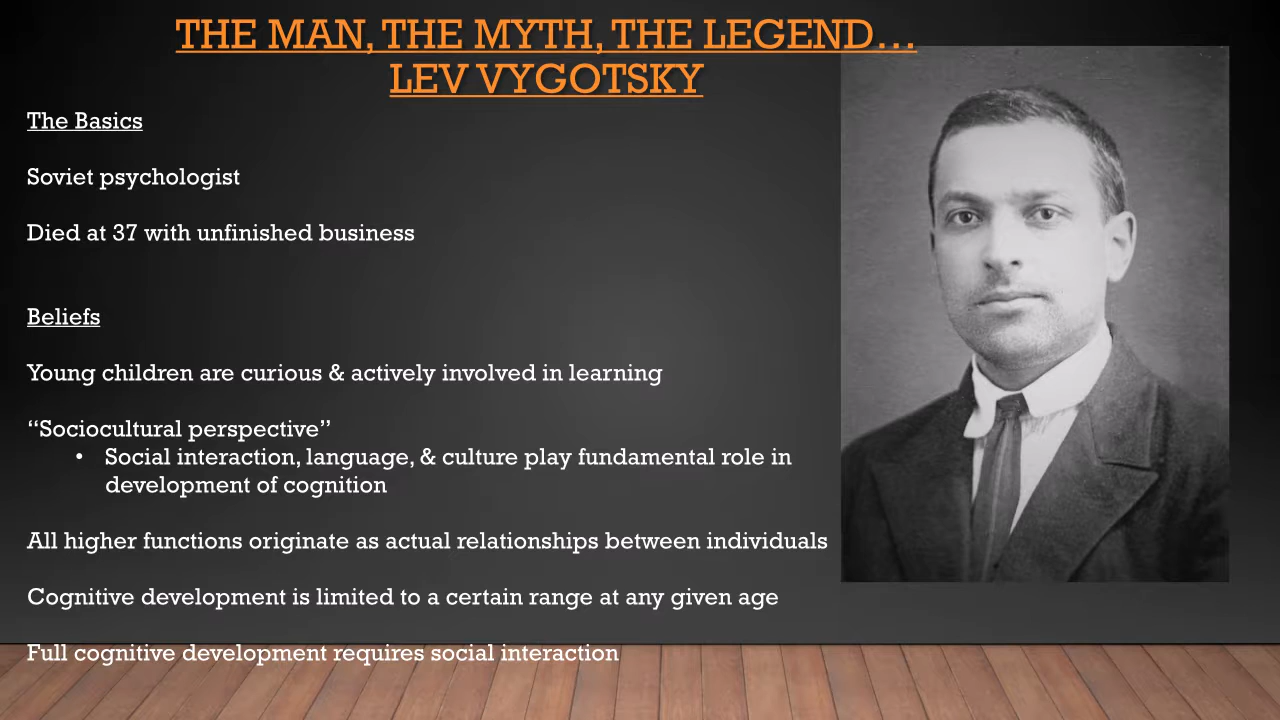 THE MAN, THE MYTH, THE LEGEND…
LEV VYGOTSKY
The Basics
Soviet psychologist
Died at 37 with unfinished business
Beliefs
Young children are curious & actively involved in learning
“Sociocultural perspective”
• Social interaction, language, & culture play fundamental role in
development of cognition
All higher functions originate as actual relationships between individuals
Cognitive development is limited to a certain range at any given age
Full cognitive development requires social interaction